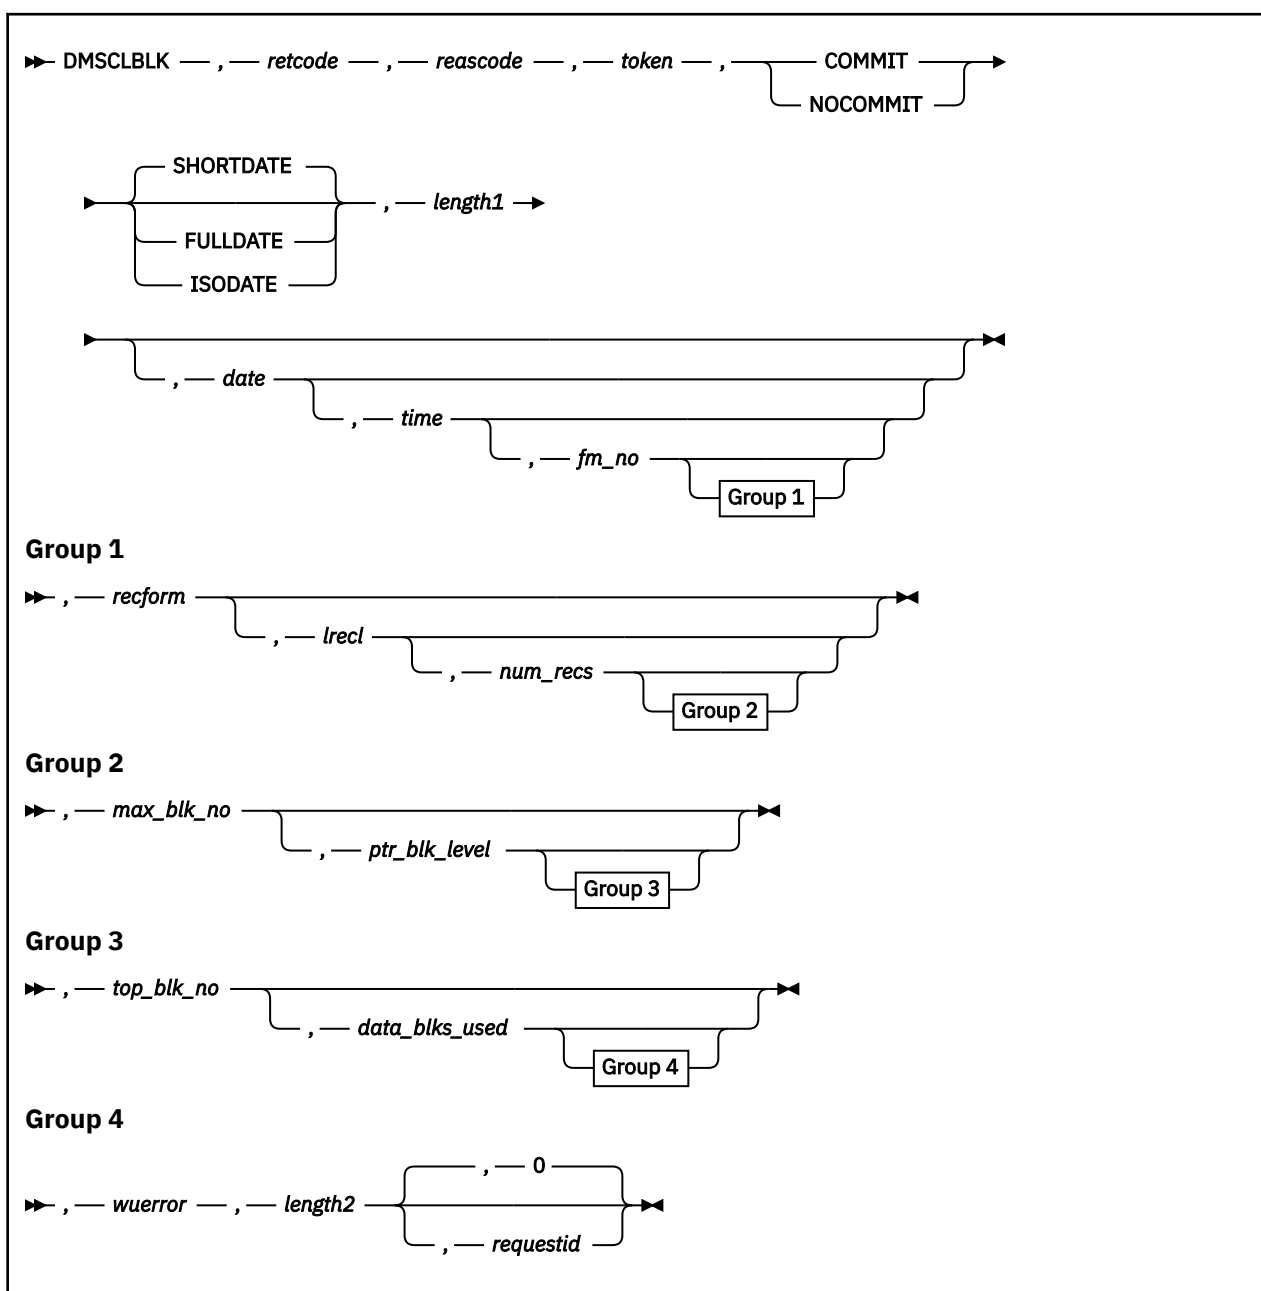 DMSCLBLK , retcode , reascode , token , COMMIT
NOCOMMIT
SHORTDATE
, length1
FULLDATE
ISODATE
, date
, time
, fm_no
Group 1
Group 1
, recform
, lrecl
, num_recs
Group 2
Group 2
, max_blk_no
, ptr_blk_level
Group 3
Group 3
, top_blk_no
, data_blks_used
Group 4
Group 4
, 0
, wuerror , length2
, requestid